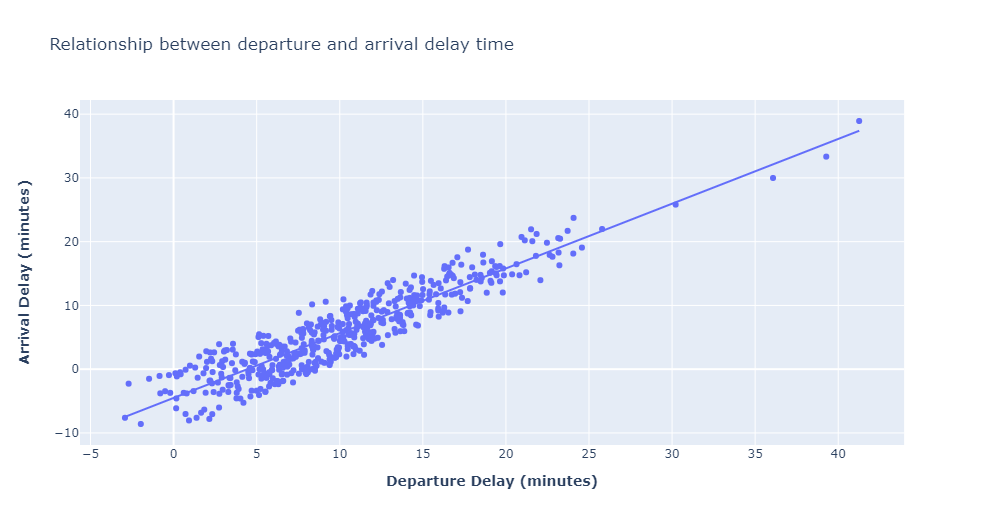 Relationship between departure and arrival delay time
40
30
20
10
0
−10
Arrival Delay (minutes)
−5 0 5 10 15 20 25 30 35 40
Departure Delay (minutes)